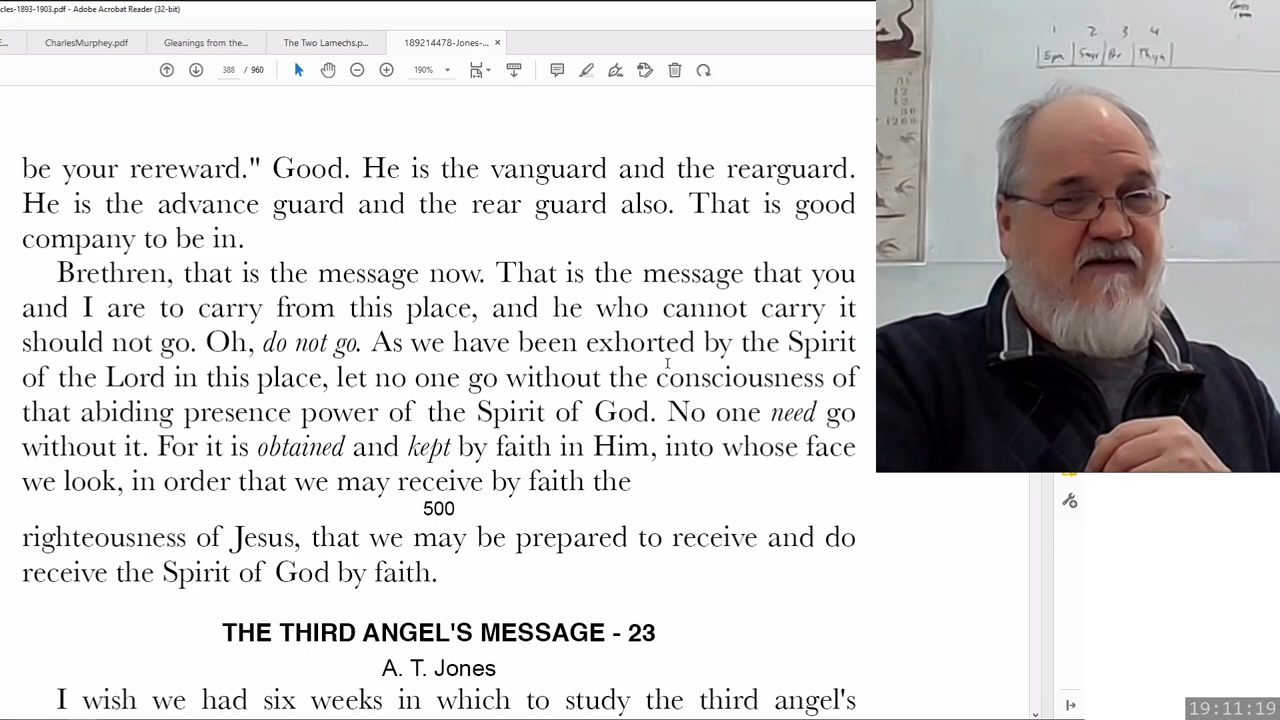 cles-1893-1903.pdf - Adobe Acrobat Reader (32-bit)
CharlesMurphey.pdf
Gleanings from the...
The Two Lamechs.p...
189214478-Jones-...
388 / 960
190%
be your rereward." Good. He is the vanguard and the rearguard.
He is the advance guard and the rear guard also. That is good
company to be in.
Brethren, that is the message now. That is the message that you
and I are to carry from this place, and he who cannot carry it
should not go. Oh, do not go. As we have been exhorted by the Spirit
of the Lord in this place, let no one go without the consciousness of
that abiding presence power of the Spirit of God. No one need go
without it. For it is obtained and kept by faith in Him, into whose face
we look, in order that we may receive by faith the
500
righteousness of Jesus, that we may be prepared to receive and do
receive the Spirit of God by faith.
THE THIRD ANGEL'S MESSAGE - 23
A. T. Jones
I wish we had six weeks in which to study the third angel's
1 2 3 4
Eph Smyr Per Thya
19:11:19